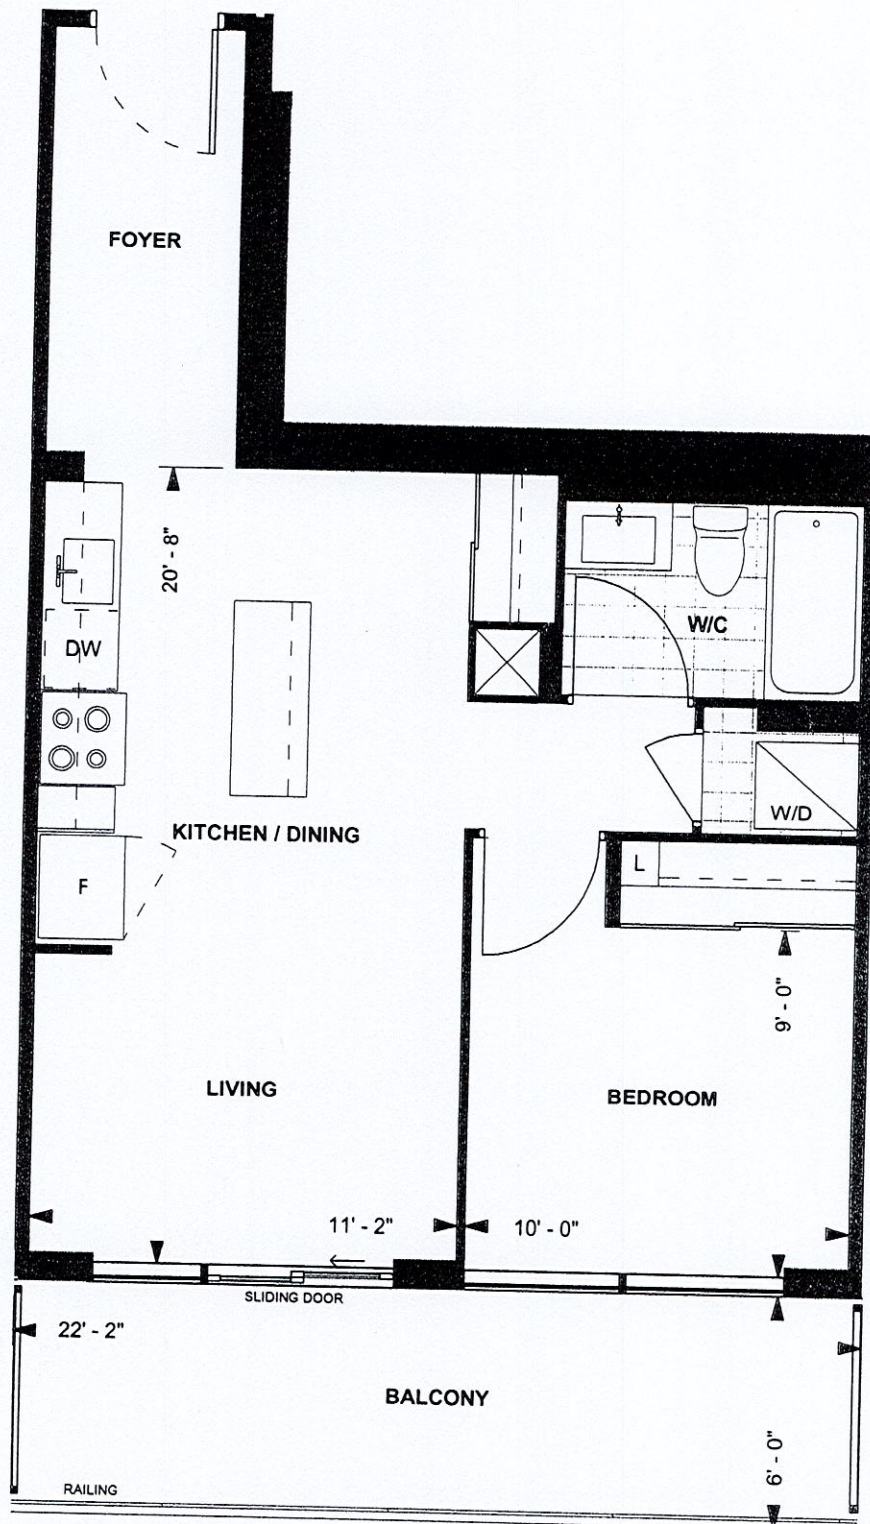 FOYER
20' - 8"
W/C
DW
W/D
KITCHEN / DINING
L
F
9' - 0"
LIVING
BEDROOM
11' - 2"
10' - 0"
SLIDING DOOR
22' - 2"
BALCONY
6' - 0"
RAILING